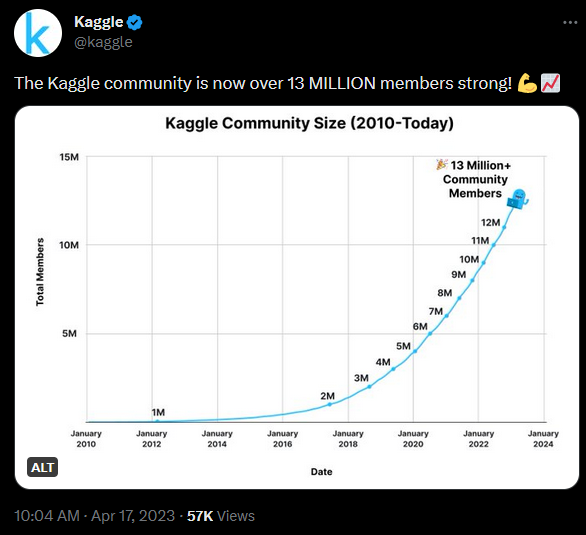 Kaggle
@kaggle
The Kaggle community is now over 13 MILLION members strong! 💪📈
Kaggle Community Size (2010-Today)
15M
🎉 13 Million+
Community
Members
12M
11M
10M
10M
9M
8M
7M
6M
5M
5M
4M
3M
2M
1M
Total Members
January
2010
January
2012
January
2014
January
2016
January
2018
January
2020
January
2022
January
2024
Date
ALT
10:04 AM · Apr 17, 2023 · 57K Views